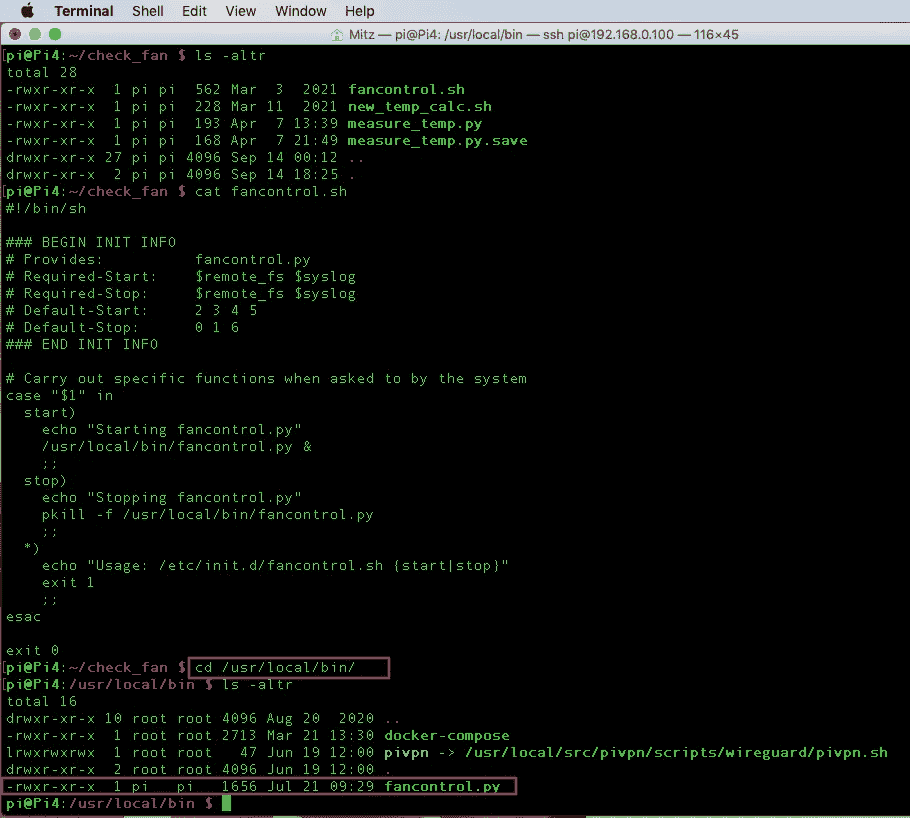 Terminal Shell Edit View Window Help
Mitz — pi@Pi4: /usr/local/bin — ssh pi@192.168.0.100 — 116×45
[pi@Pi4:~/check_fan $ ls -altr
total 28
-rwxr-xr-x  1 pi pi  562 Mar  3  2021 fancontrol.sh
-rwxr-xr-x  1 pi pi  228 Mar 11  2021 new_temp_calc.sh
-rwxr-xr-x  1 pi pi  193 Apr  7 13:39 measure_temp.py
-rwxr-xr-x  1 pi pi  168 Apr  7 21:49 measure_temp.py.save
drwxr-xr-x 27 pi pi 4096 Sep 14 00:12 ..
drwxr-xr-x  2 pi pi 4096 Sep 14 18:25 .
[pi@Pi4:~/check_fan $ cat fancontrol.sh
#!/bin/sh
### BEGIN INIT INFO
# Provides:          fancontrol.py
# Required-Start:    $remote_fs $syslog
# Required-Stop:     $remote_fs $syslog
# Default-Start:     2 3 4 5
# Default-Stop:      0 1 6
### END INIT INFO
# Carry out specific functions when asked to by the system
case "$1" in
  start)
    echo "Starting fancontrol.py"
    /usr/local/bin/fancontrol.py &
    ;;
  stop)
    echo "Stopping fancontrol.py"
    pkill -f /usr/local/bin/fancontrol.py
    ;;
  *)
    echo "Usage: /etc/init.d/fancontrol.sh {start|stop}"
    exit 1
    ;;
esac
exit 0
[pi@Pi4:~/check_fan $ cd /usr/local/bin/
[pi@Pi4:/usr/local/bin $ ls -altr
total 16
drwxr-xr-x 10 root root 4096 Aug 20  2020 ..
-rwxr-xr-x  1 root root 2713 Mar 21 13:30 docker-compose
lrwxrwxrwx  1 root root   47 Jun 19 12:00 pivpn -> /usr/local/src/pivpn/scripts/wireguard/pivpn.sh
drwxr-xr-x  2 root root 4096 Jun 19 12:00 .
-rwxr-xr-x  1 pi   pi   1656 Jul 21 09:29 fancontrol.py
pi@Pi4:/usr/local/bin $